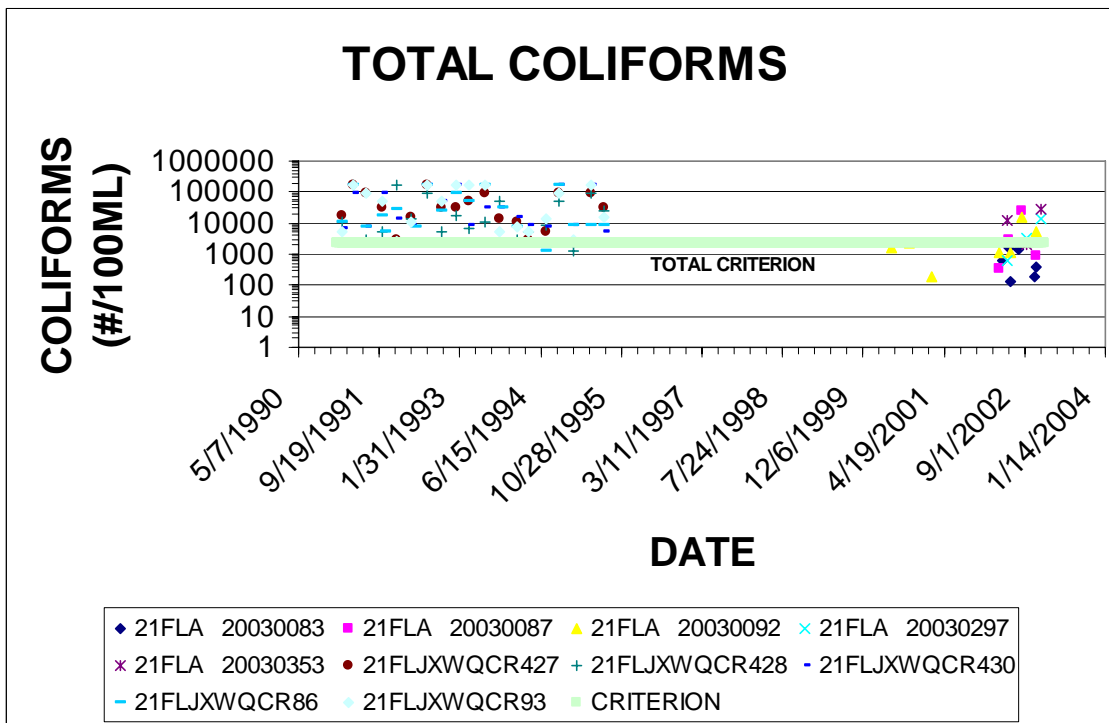 TOTAL COLIFORMS
COLIFORMS
(#/100ML)
1000000
100000
10000
1000
100
10
1
TOTAL CRITERION
5/7/1990
9/19/1991
1/31/1993
6/15/1994
10/28/1995
3/11/1997
7/24/1998
12/6/1999
4/19/2001
9/1/2002
1/14/2004
DATE
21FLA 20030083 21FLA 20030087 21FLA 20030092 21FLA 20030297
21FLA 20030353 21FLJXWQCR427 21FLJXWQCR428 21FLJXWQCR430
21FLJXWQCR86 21FLJXWQCR93 CRITERION